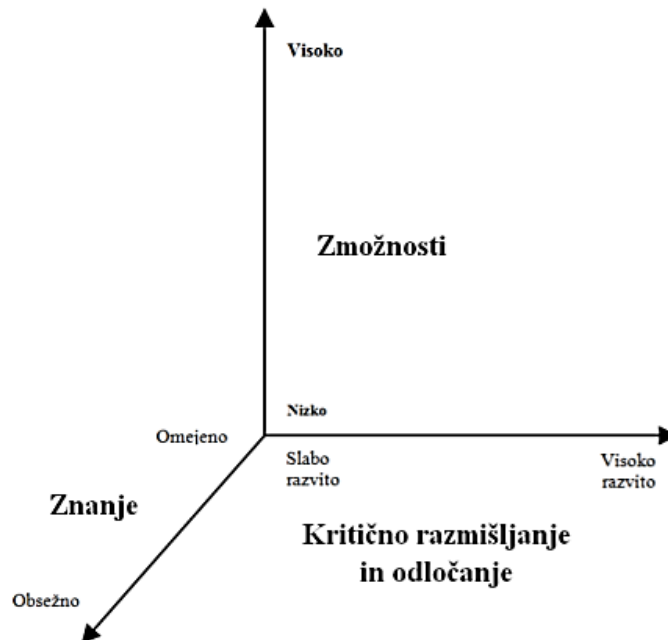 Visoko
Zmožnosti
Nizko
Omejeno
Slabo
razvito
Visoko
razvito
Znanje
Kritično razmišljanje
in odločanje
Obsežno